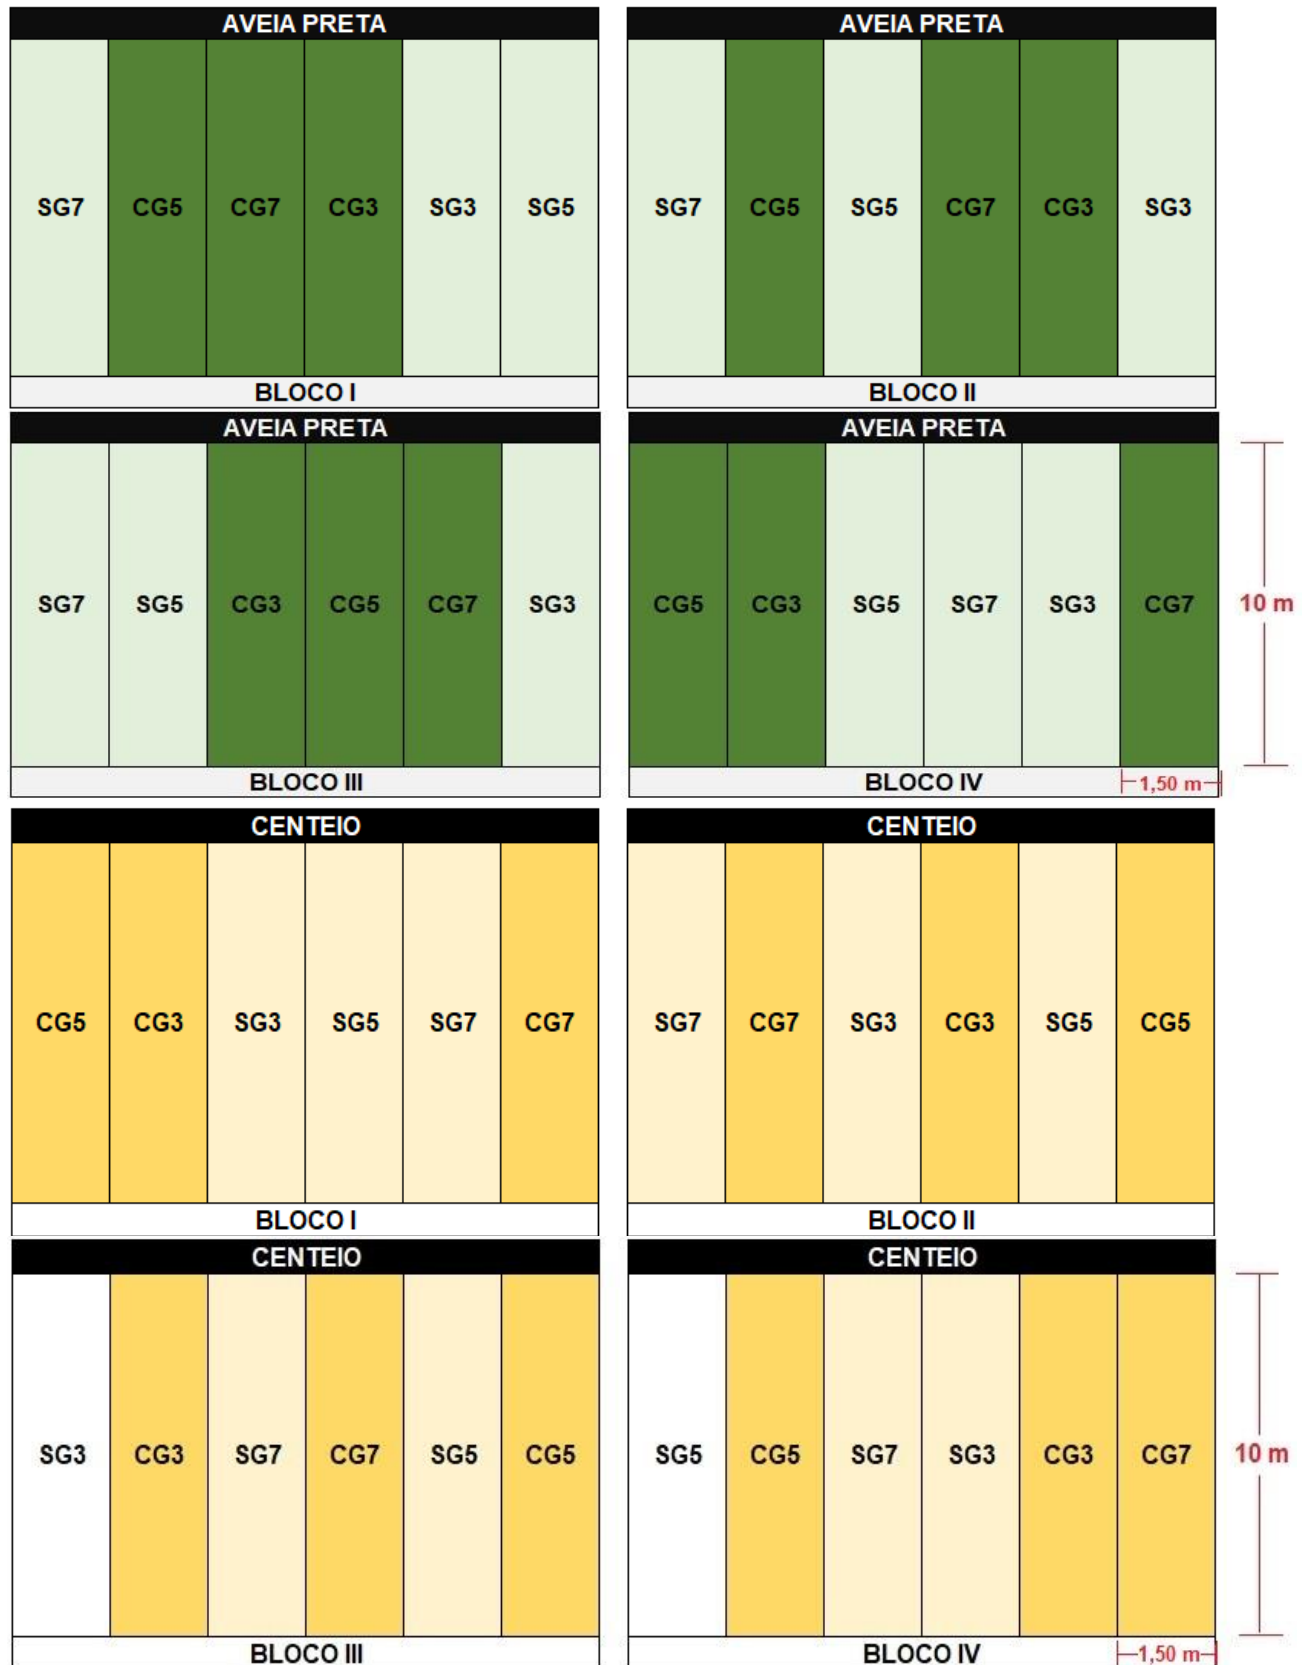 AVEIA PRETA
AVEIA PRETA
SG7 CG5 CG7 CG3 SG3 SG5
SG7 CG5 SG5 CG7 CG3 SG3
BLOCO I
BLOCO II
AVEIA PRETA
AVEIA PRETA
SG7 SG5 CG3 CG5 CG7 SG3
CG5 CG3 SG5 SG7 SG3 CG7
10 m
BLOCO III
BLOCO IV
1,50 m
CENTEIO
CENTEIO
CG5 CG3 SG3 SG5 SG7 CG7
SG7 CG7 SG3 CG3 SG5 CG5
BLOCO I
BLOCO II
CENTEIO
CENTEIO
SG3 CG3 SG7 CG7 SG5 CG5
SG5 CG5 SG7 SG3 CG3 CG7
10 m
BLOCO III
BLOCO IV
1,50 m